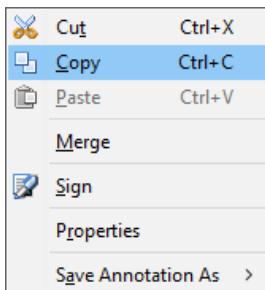 Cut Ctrl+X
Copy Ctrl+C
Paste Ctrl+V
Merge
Sign
Properties
Save Annotation As >